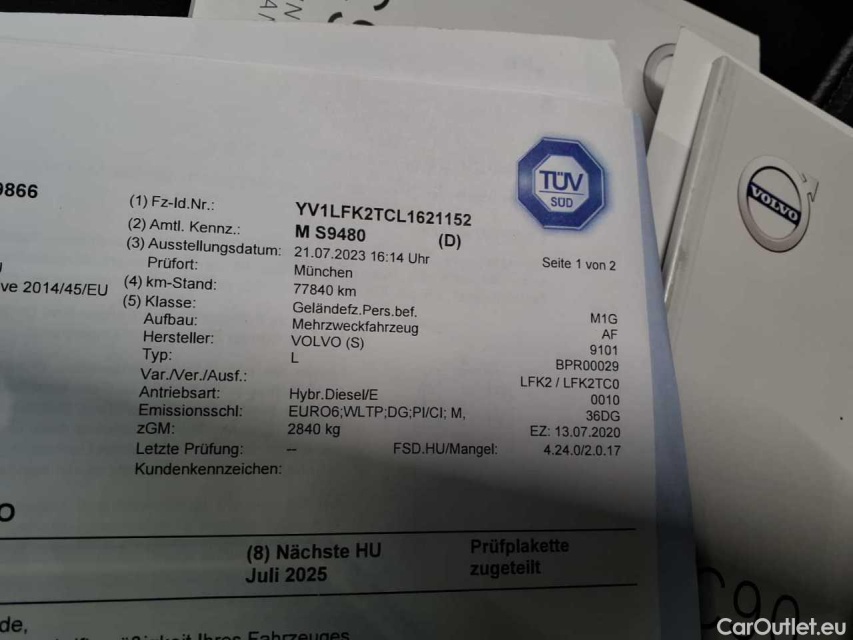 TÜV
SÜD
VOLVO
9866
(1) Fz-Id.Nr.: YV1LFK2TCL1621152
(2) Amtl. Kennz.: M S9480 (D)
(3) Ausstellungsdatum: 21.07.2023 16:14 Uhr Seite 1 von 2
Prüfort: München
ve 2014/45/EU (4) km-Stand: 77840 km
(5) Klasse: Geländefz.Pers.bef. M1G
Aufbau: Mehrzweckfahrzeug AF
Hersteller: VOLVO (S) 9101
Typ: L BPR00029
Var./Ver./Ausf.: LFK2 / LFK2TC0
Antriebsart: Hybr.Diesel/E 0010
Emissionsschl: EURO6;WLTP;DG;PI/CI; M, 36DG
zGM: 2840 kg EZ: 13.07.2020
Letzte Prüfung: -- FSD.HU/Mangel: 4.24.0/2.0.17
Kundenkennzeichen:
O
(8) Nächste HU Prüfplakette
Juli 2025 zugeteilt
de,
Ihres Fahrzeuges
C90
CarOutlet.eu